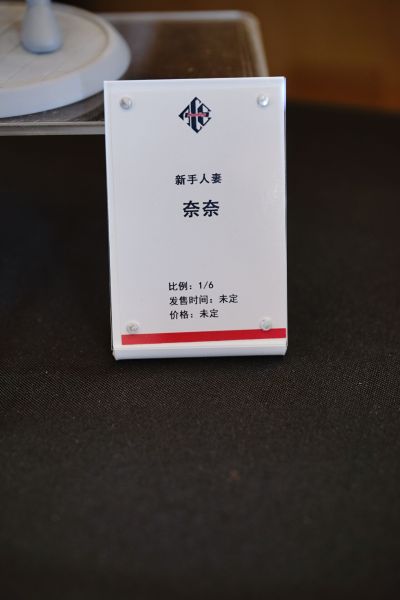 新手人妻
奈奈
比例：1/6
发售时间：未定
价格：未定